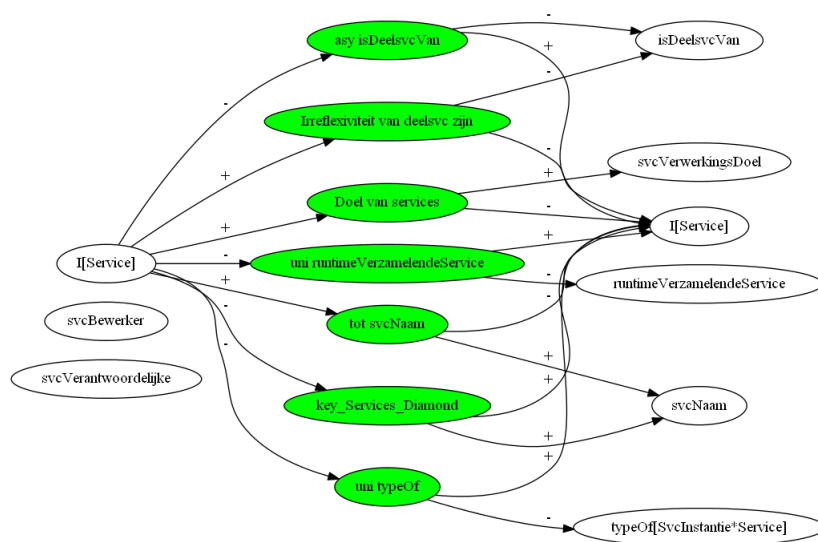 asy isDeelsvcVan
isDeelsvcVan
Irreflexiviteit van deelsvc zijn
svcVerwerkingsDoel
Doel van services
I[Service]
I[Service]
uni runtimeVerzamelendeService
runtimeVerzamelendeService
svcBewerker
tot svcNaam
svcVerantwoordelijke
key_Services_Diamond
svcNaam
uni typeOf
typeOf[SvcInstantie*Service]
-
+
-
-
+
-
+
-
+
-
+
-
-
+
-
-
+
+
+
+
-